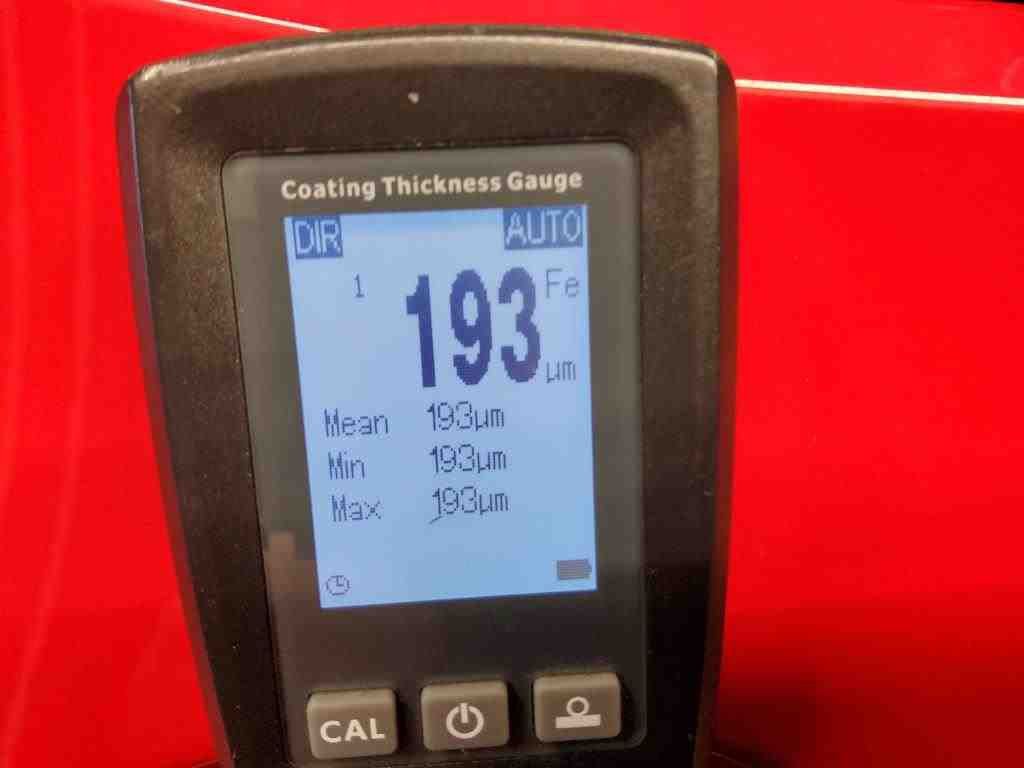 Coating Thickness Gauge
DIR AUTO
1 193 Fe
µm
Mean 193µm
Min 193µm
Max 193µm
CAL